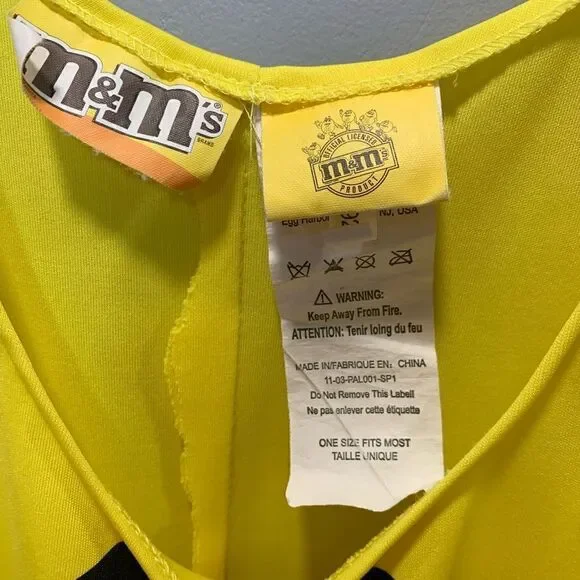 m&m's
BRAND
OFFICIAL LICENSED
m&m's
PRODUCT
Egg Harbor NJ, USA
CE
WARNING:
Keep Away From Fire.
ATTENTION: Tenir loing du feu
MADE IN/FABRIQUE EN: CHINA
11-03-PAL001-SP1
Do Not Remove This Label!
Ne pas enlever cette étiquette
ONE SIZE FITS MOST
TAILLE UNIQUE